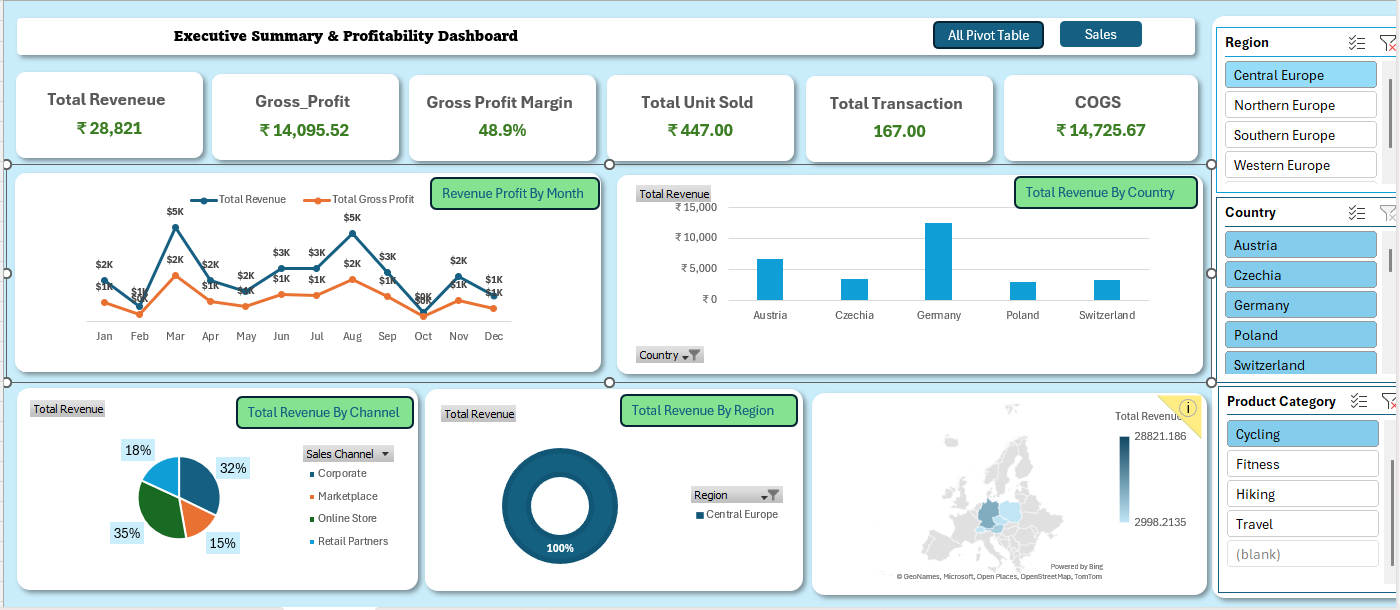 Executive Summary & Profitability Dashboard
All Pivot Table
Sales
Total Reveneue
₹ 28,821
Gross_Profit
₹ 14,095.52
Gross Profit Margin
48.9%
Total Unit Sold
₹ 447.00
Total Transaction
167.00
COGS
₹ 14,725.67
Region
Central Europe
Northern Europe
Southern Europe
Western Europe
Country
Austria
Czechia
Germany
Poland
Switzerland
Product Category
Cycling
Fitness
Hiking
Travel
(blank)
Revenue Profit By Month
Total Revenue
Total Gross Profit
$2K
$1K
$5K
$2K
$2K
$3K
$3K
$5K
$3K
$0K
$2K
$1K
$1K
$0K
$2K
$1K
$1K
$1K
$1K
$2K
$1K
$0K
$1K
$1K
Jan Feb Mar Apr May Jun Jul Aug Sep Oct Nov Dec
Total Revenue By Country
Total Revenue
₹ 15,000
₹ 10,000
₹ 5,000
₹ 0
Austria Czechia Germany Poland Switzerland
Country
Total Revenue
Total Revenue By Channel
18%
32%
35%
15%
Sales Channel
Corporate
Marketplace
Online Store
Retail Partners
Total Revenue
Total Revenue By Region
100%
Region
Central Europe
Total Revenue
28821.186
2998.2135
Powered by Bing
© GeoNames, Microsoft, Open Places, OpenStreetMap, TomTom